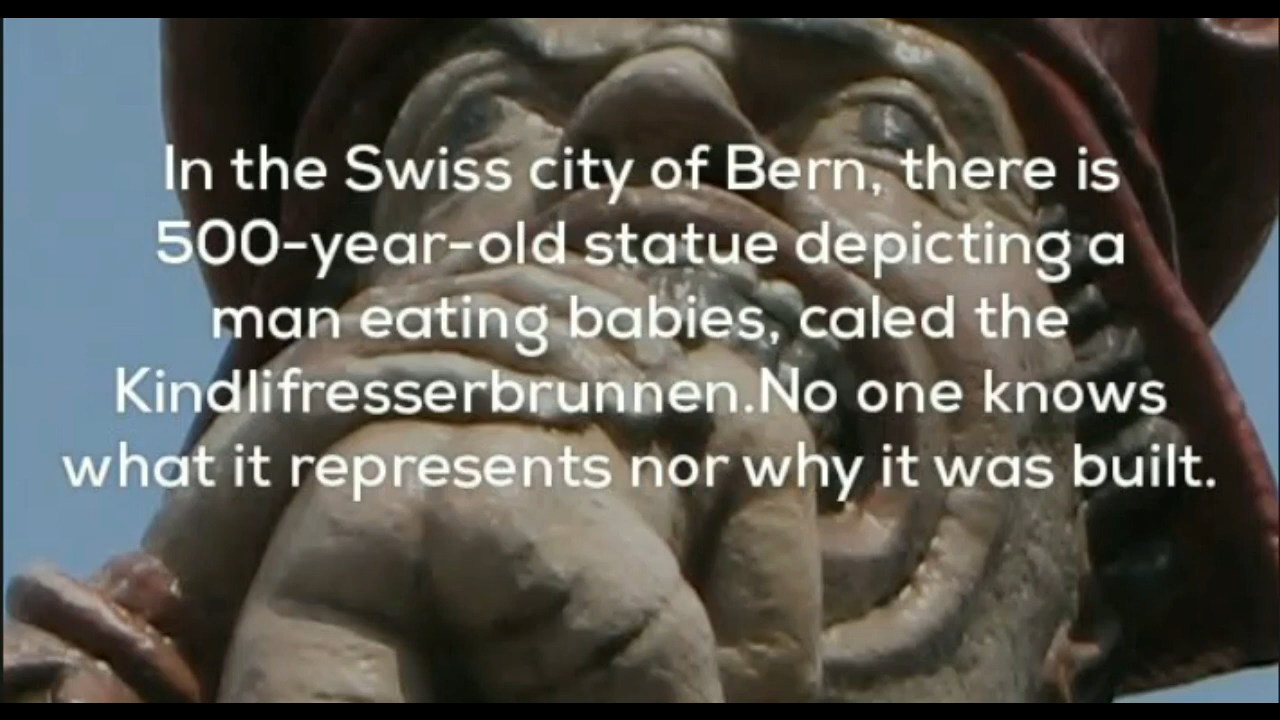 In the Swiss city of Bern, there is
500-year-old statue depicting a
man eating babies, caled the
Kindlifresserbrunnen.No one knows
what it represents nor why it was built.